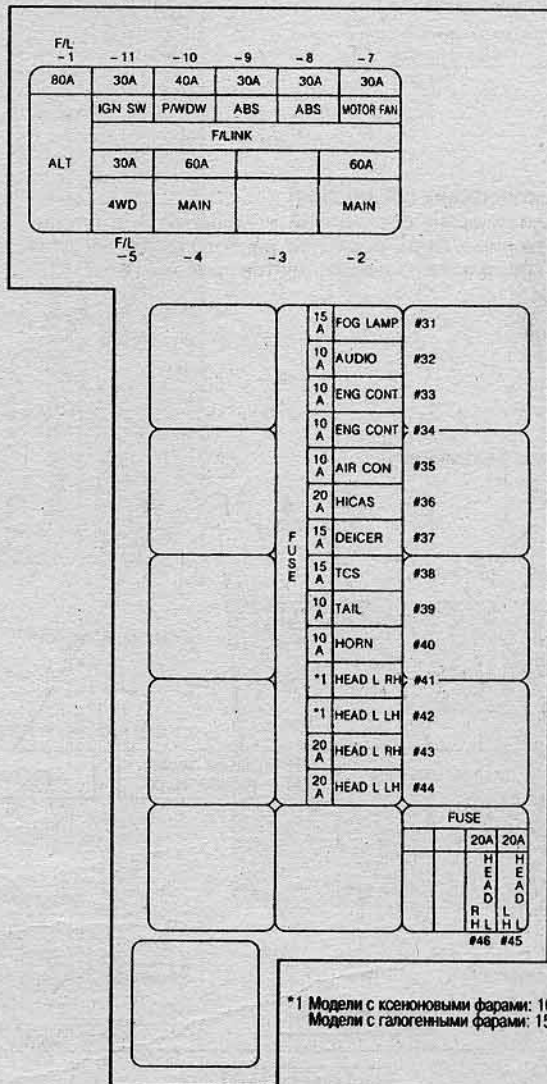 F/L
-1 -11 -10 -9 -8 -7
80A 30A 40A 30A 30A 30A
IGN SW P/WDW ABS ABS MOTOR FAN
F/LINK
ALT 30A 60A 60A
4WD MAIN MAIN
F/L
-5 -4 -3 -2
FUSE
15 A FOG LAMP #31
10 A AUDIO #32
10 A ENG CONT #33
10 A ENG CONT #34
10 A AIR CON #35
20 A HICAS #36
15 A DEICER #37
15 A TCS #38
10 A TAIL #39
10 A HORN #40
*1 HEAD L RH #41
*1 HEAD L LH #42
20 A HEAD L RH #43
20 A HEAD L LH #44
FUSE
20A 20A
HEAD L RH HEAD L LH
#46 #45
*1 Модели с ксеноновыми фарами: 10
Модели с галогенными фарами: 15